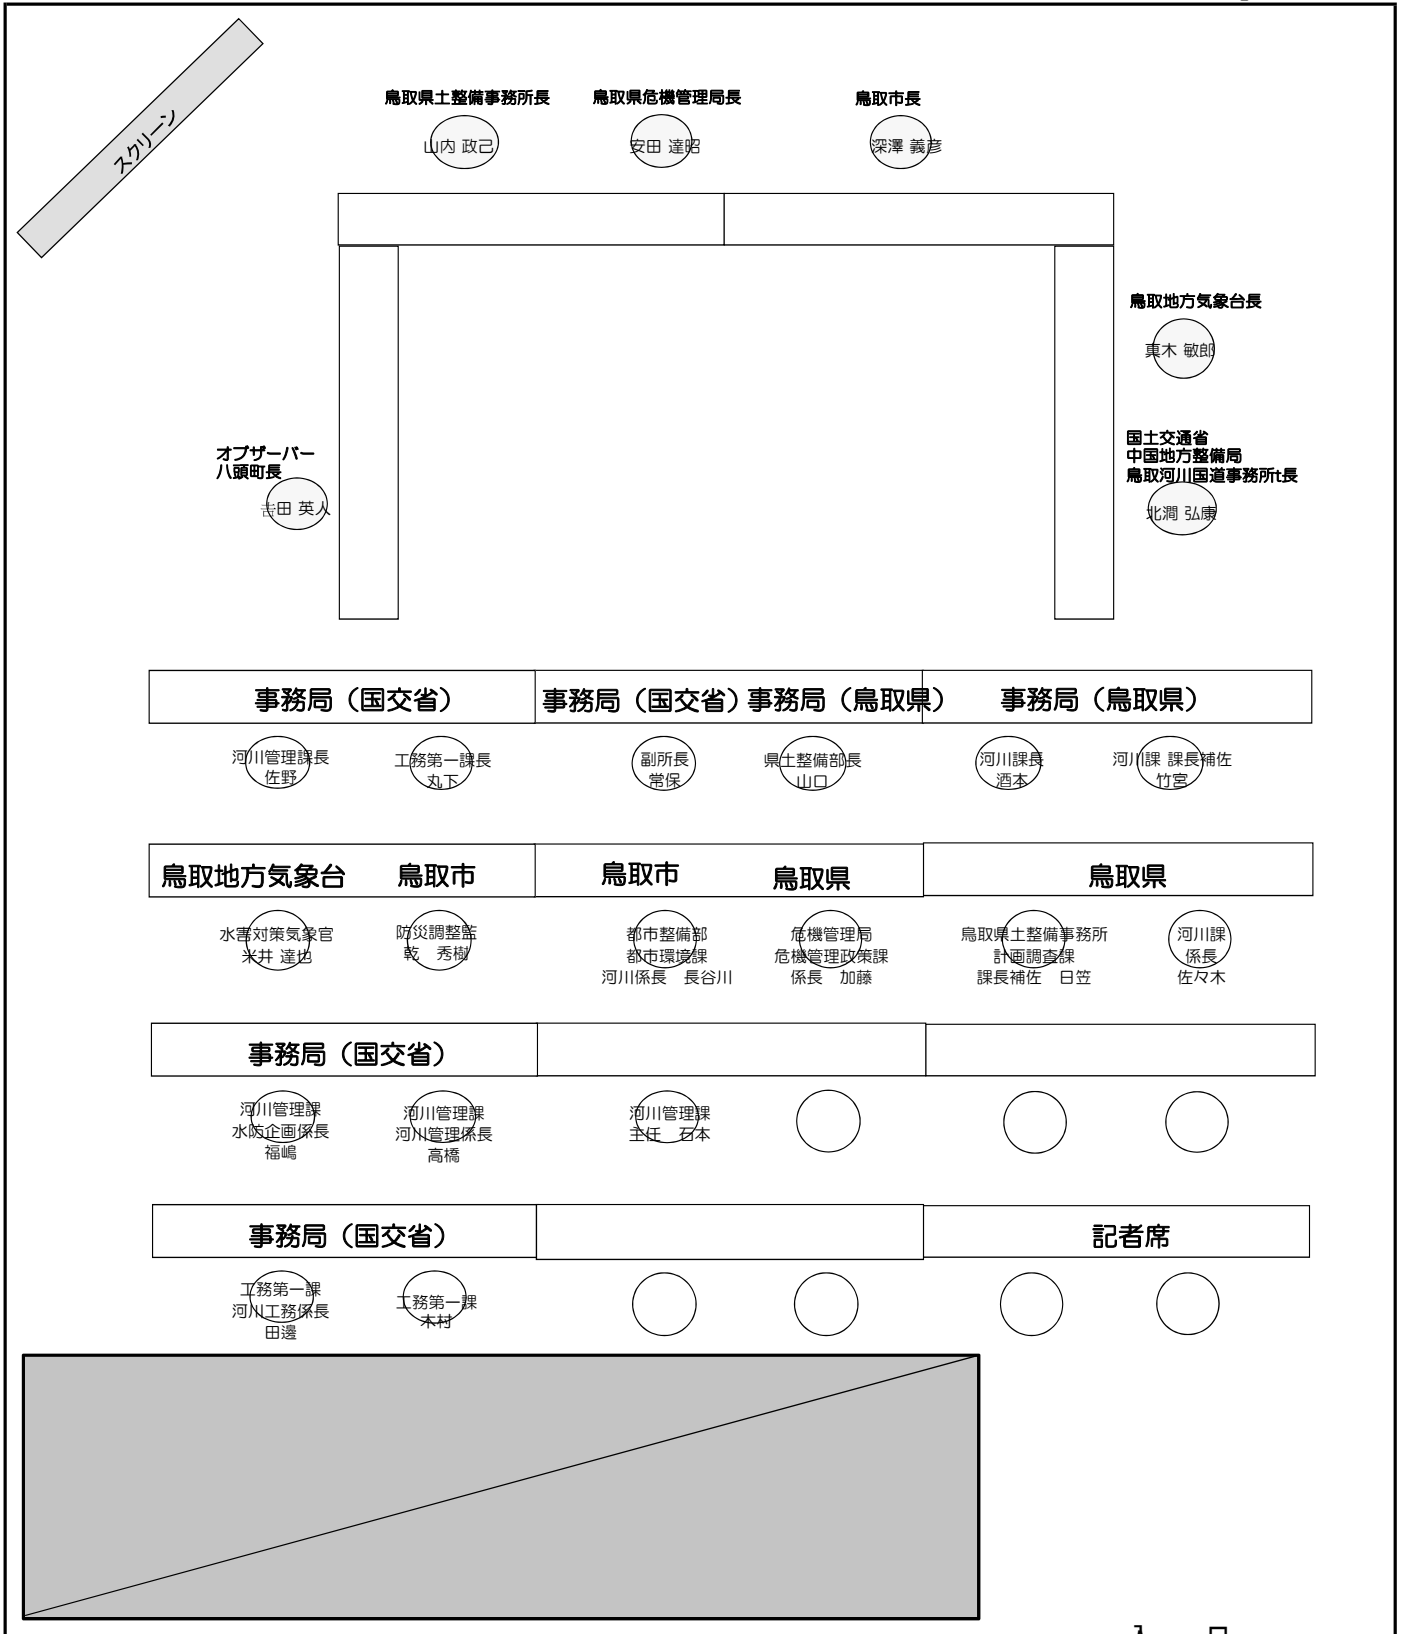 スクリーン
鳥取県土整備事務所長
山内 政己
鳥取県危機管理局長
安田 達昭
鳥取市長
深澤 義彦
鳥取地方気象台長
真木 敏郎
国土交通省
中国地方整備局
鳥取河川国道事務所t長
北澗 弘康
オブザーバー
八頭町長
𠮷田 英人
事務局（国交省）
事務局（国交省）
事務局（鳥取県）
事務局（鳥取県）
河川管理課長
佐野
工務第一課長
丸下
副所長
常保
県土整備部長
山口
河川課長
酒本
河川課 課長補佐
竹宮
鳥取地方気象台
鳥取市
鳥取市
鳥取県
鳥取県
水害対策気象官
米井 達也
防災調整監
乾　秀樹
都市整備部
都市環境課
河川係長　長谷川
危機管理局
危機管理政策課
係長　加藤
鳥取県土整備事務所
計画調査課
課長補佐　日笠
河川課
係長
佐々木
事務局（国交省）
河川管理課
水防企画係長
福嶋
河川管理課
河川管理係長
高橋
河川管理課
主任　石本
事務局（国交省）
記者席
工務第一課
河川工務係長
田邊
工務第一課
木村
入　口